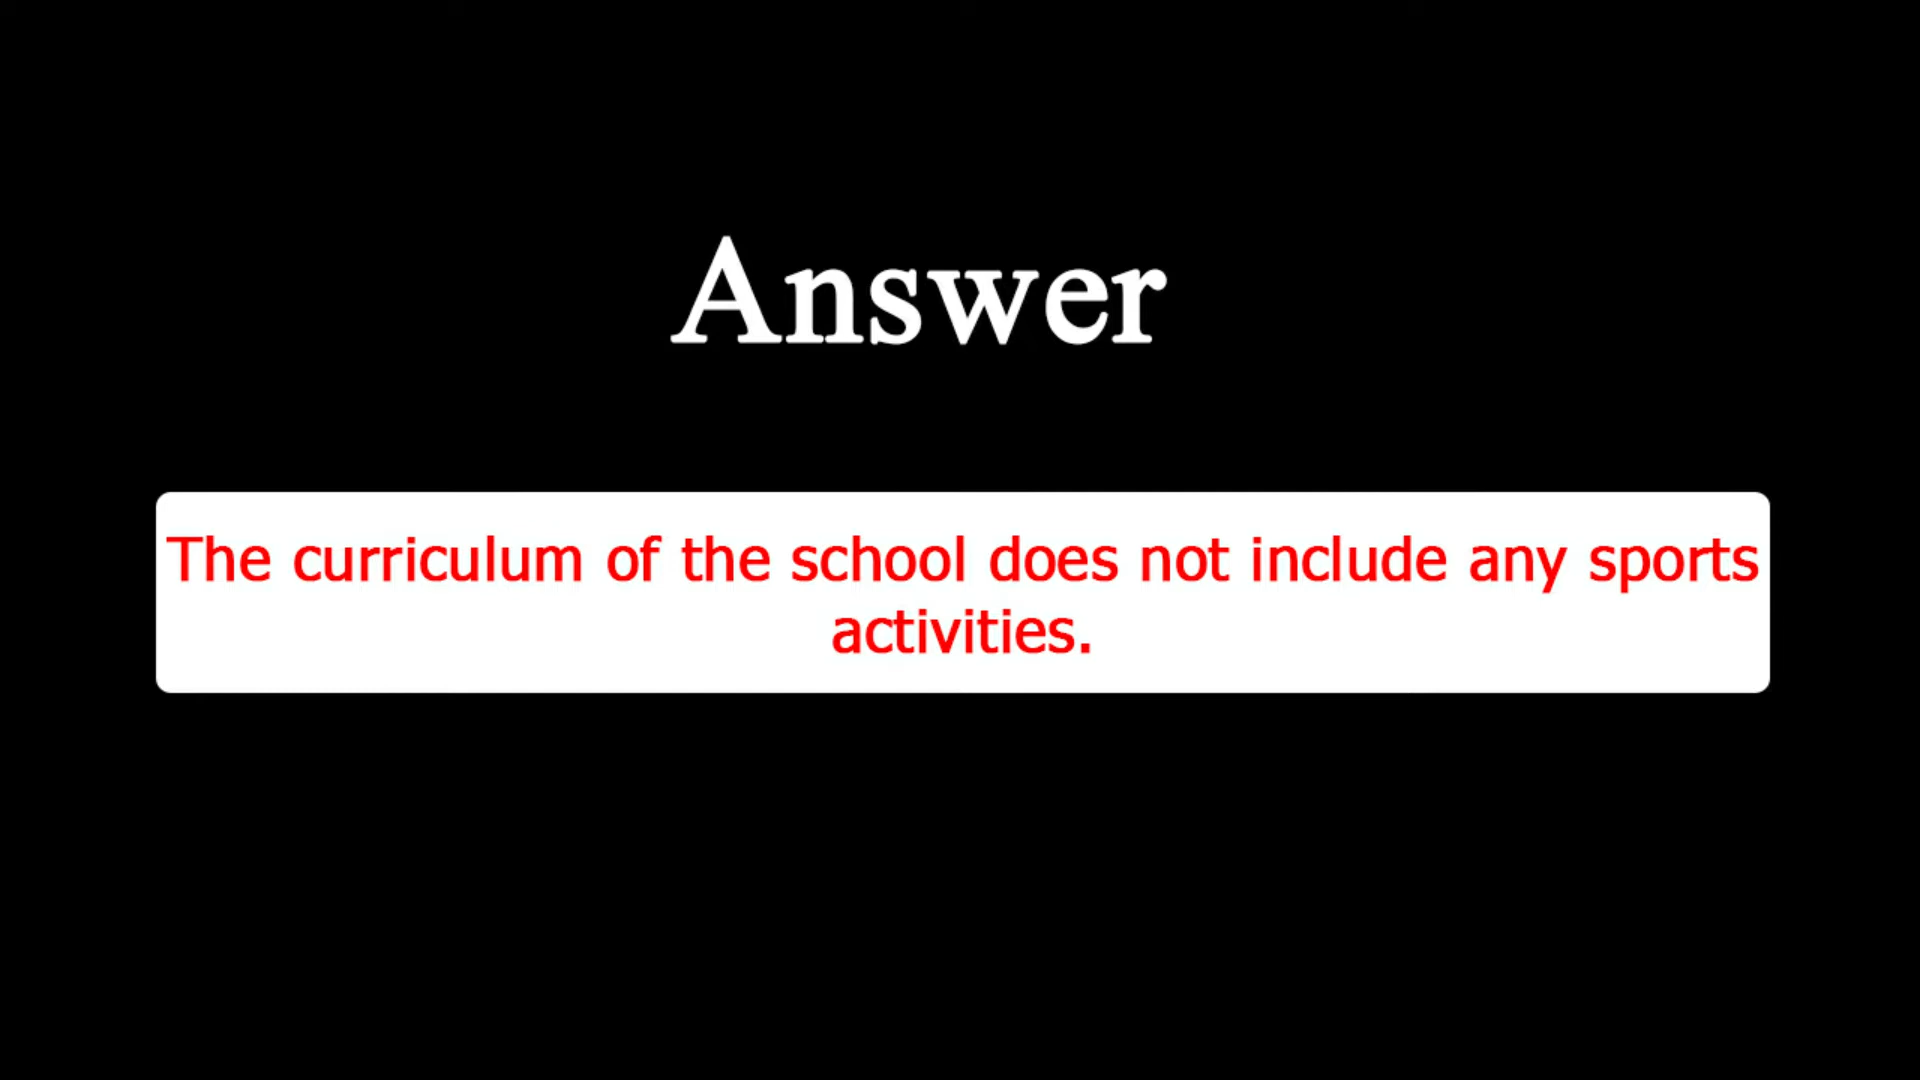 Answer
The curriculum of the school does not include any sports
activities.